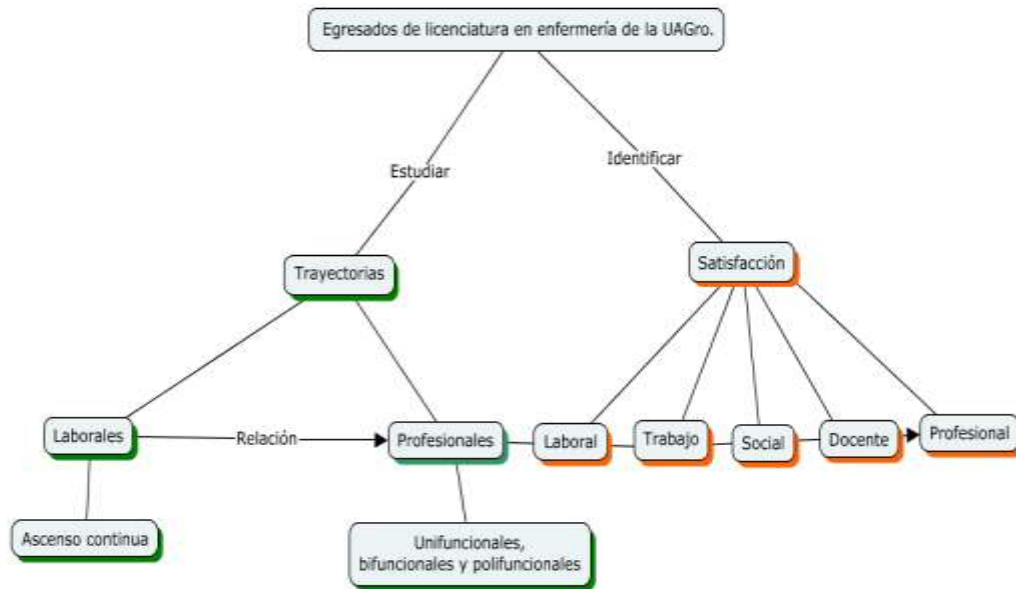 Egresados de licenciatura en enfermería de la UAGro.
Estudiar
Identificar
Trayectorias
Satisfacción
Laborales
Relación
Profesionales
Laboral
Trabajo
Social
Docente
Profesional
Ascenso continua
Unifuncionales,
bifuncionales y polifuncionales